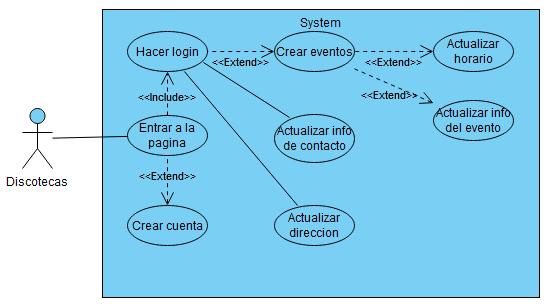 System
Hacer login
<<Extend>>
Crear eventos
<<Extend>>
Actualizar
horario
<<Include>>
<<Extend>>
Actualizar info
del evento
Entrar a la
pagina
Actualizar info
de contacto
Discotecas
<<Extend>>
Crear cuenta
Actualizar
direccion